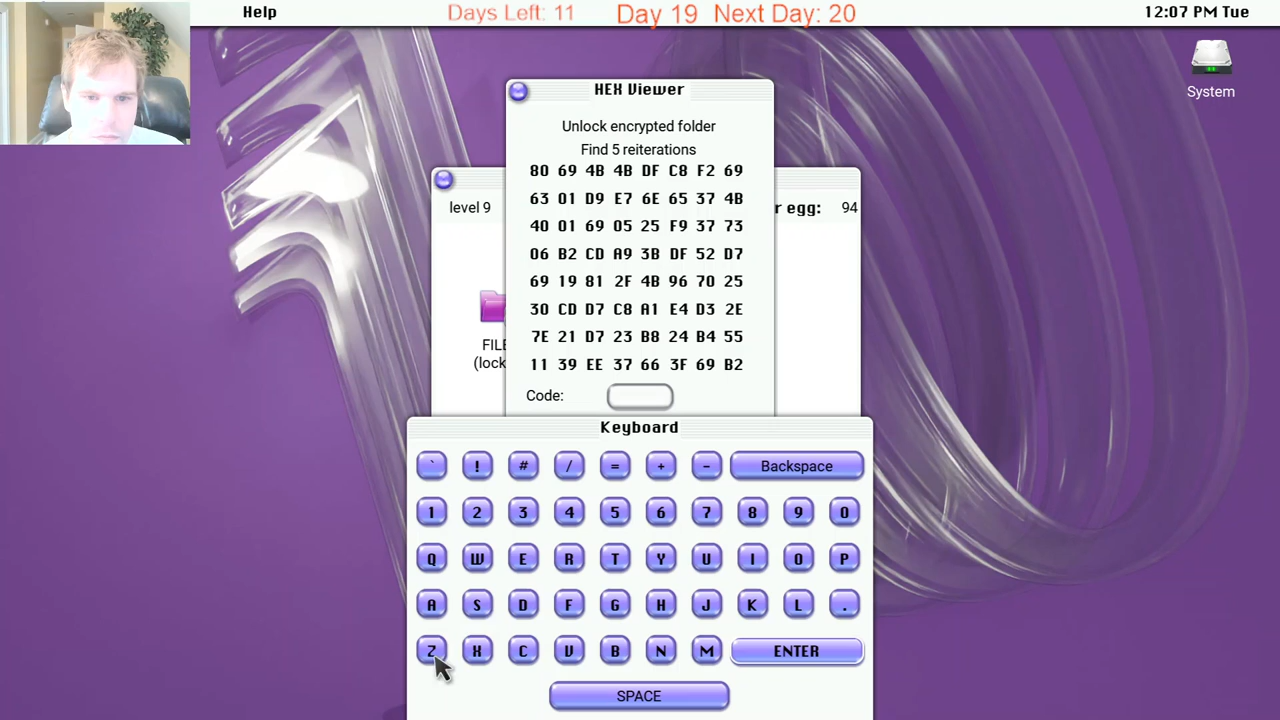 Help Days Left: 11 Day 19 Next Day: 20 12:07 PM Tue
System
HEX Viewer
Unlock encrypted folder
Find 5 reiterations
80 69 4B 4B DF C8 F2 69
level 9
r egg: 94
63 01 D9 E7 6E 65 37 4B
40 01 69 05 25 F9 37 73
06 B2 CD A9 3B DF 52 D7
69 19 81 2F 4B 96 70 25
30 CD D7 C8 A1 E4 D3 2E
7E 21 D7 23 B8 24 B4 55
FILE
(lock
11 39 EE 37 66 3F 69 B2
Code:
Keyboard
` ! # / = + - Backspace
1 2 3 4 5 6 7 8 9 0
Q W E R T Y U I O P
A S D F G H J K L .
Z X C V B N M ENTER
SPACE